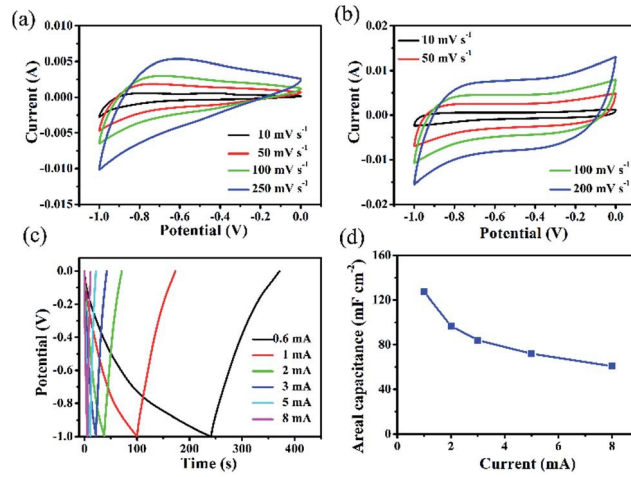 (a)
0.010
0.005
0.000
-0.005
-0.010
-0.015
Current (A)
10 mV s⁻¹
50 mV s⁻¹
100 mV s⁻¹
250 mV s⁻¹
-1.0 -0.8 -0.6 -0.4 -0.2 0.0
Potential (V)
(b)
0.02
0.01
0.00
-0.01
-0.02
Current (A)
10 mV s⁻¹
50 mV s⁻¹
100 mV s⁻¹
200 mV s⁻¹
-1.0 -0.8 -0.6 -0.4 -0.2 0.0
Potential (V)
(c)
0.0
-0.2
-0.4
-0.6
-0.8
-1.0
Potential (V)
0.6 mA
1 mA
2 mA
3 mA
5 mA
8 mA
0 100 200 300 400
Time (s)
(d)
160
120
80
40
0
Areal capacitance (mF cm⁻²)
0 2 4 6 8
Current (mA)